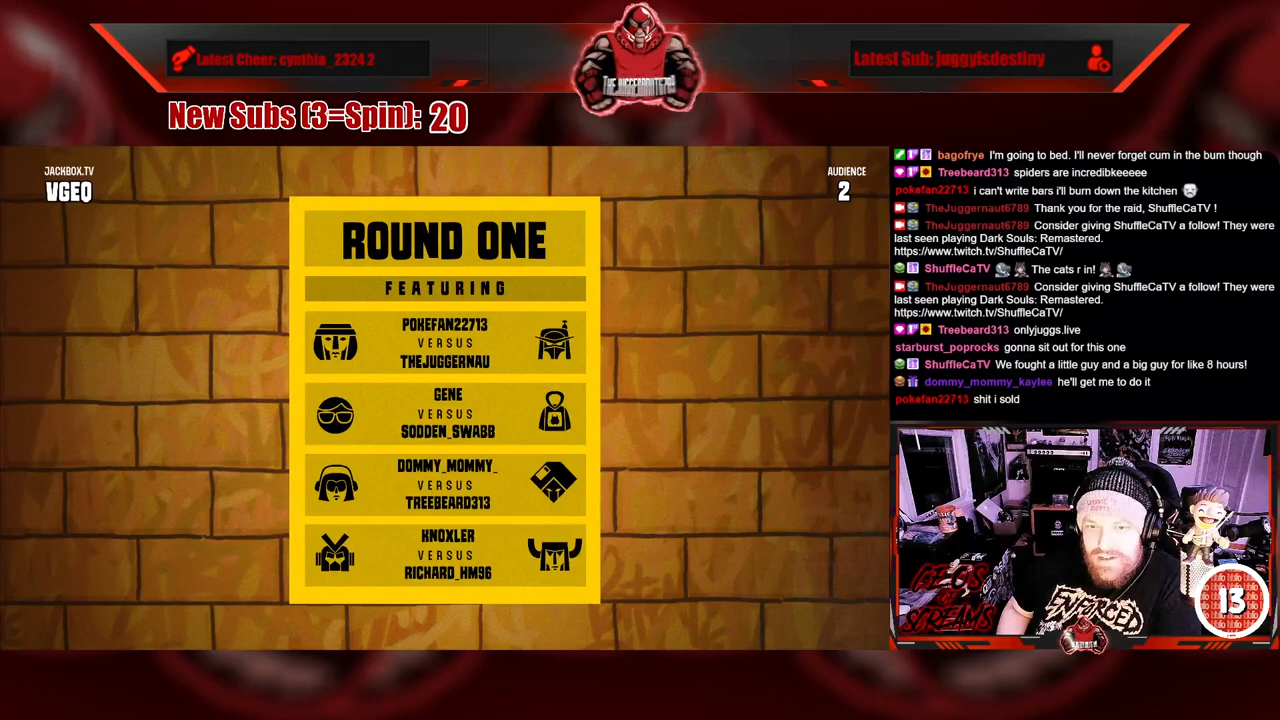 Latest Cheer: cynthia_2324 2
Latest Sub: juggyisdestiny
THEJUGGERNAUT6789
New Subs (3=Spin): 20
JACKBOX.TV
VGEQ
AUDIENCE
2
ROUND ONE
FEATURING
POKEFAN22713
VERSUS
THEJUGGERNAU
GENE
VERSUS
SODDEN_SWABB
DOMMY_MOMMY_
VERSUS
TREEBEARD313
KNOXLER
VERSUS
RICHARD_HM96
bagofrye I'm going to bed. I'll never forget cum in the bum though
Treebeard313 spiders are incredibkeeeee
pokefan22713 i can't write bars i'll burn down the kitchen
TheJuggernaut6789 Thank you for the raid, ShuffleCaTV !
TheJuggernaut6789 Consider giving ShuffleCaTV a follow! They were
last seen playing Dark Souls: Remastered.
https://www.twitch.tv/ShuffleCaTV/
ShuffleCaTV The cats r in!
TheJuggernaut6789 Consider giving ShuffleCaTV a follow! They were
last seen playing Dark Souls: Remastered.
https://www.twitch.tv/ShuffleCaTV/
Treebeard313 onlyjuggs.live
starburst_poprocks gonna sit out for this one
ShuffleCaTV We fought a little guy and a big guy for like 8 hours!
dommy_mommy_kaylee he'll get me to do it
pokefan22713 shit i sold
LEGS
OF
SCREAMS
ENFORCED
13